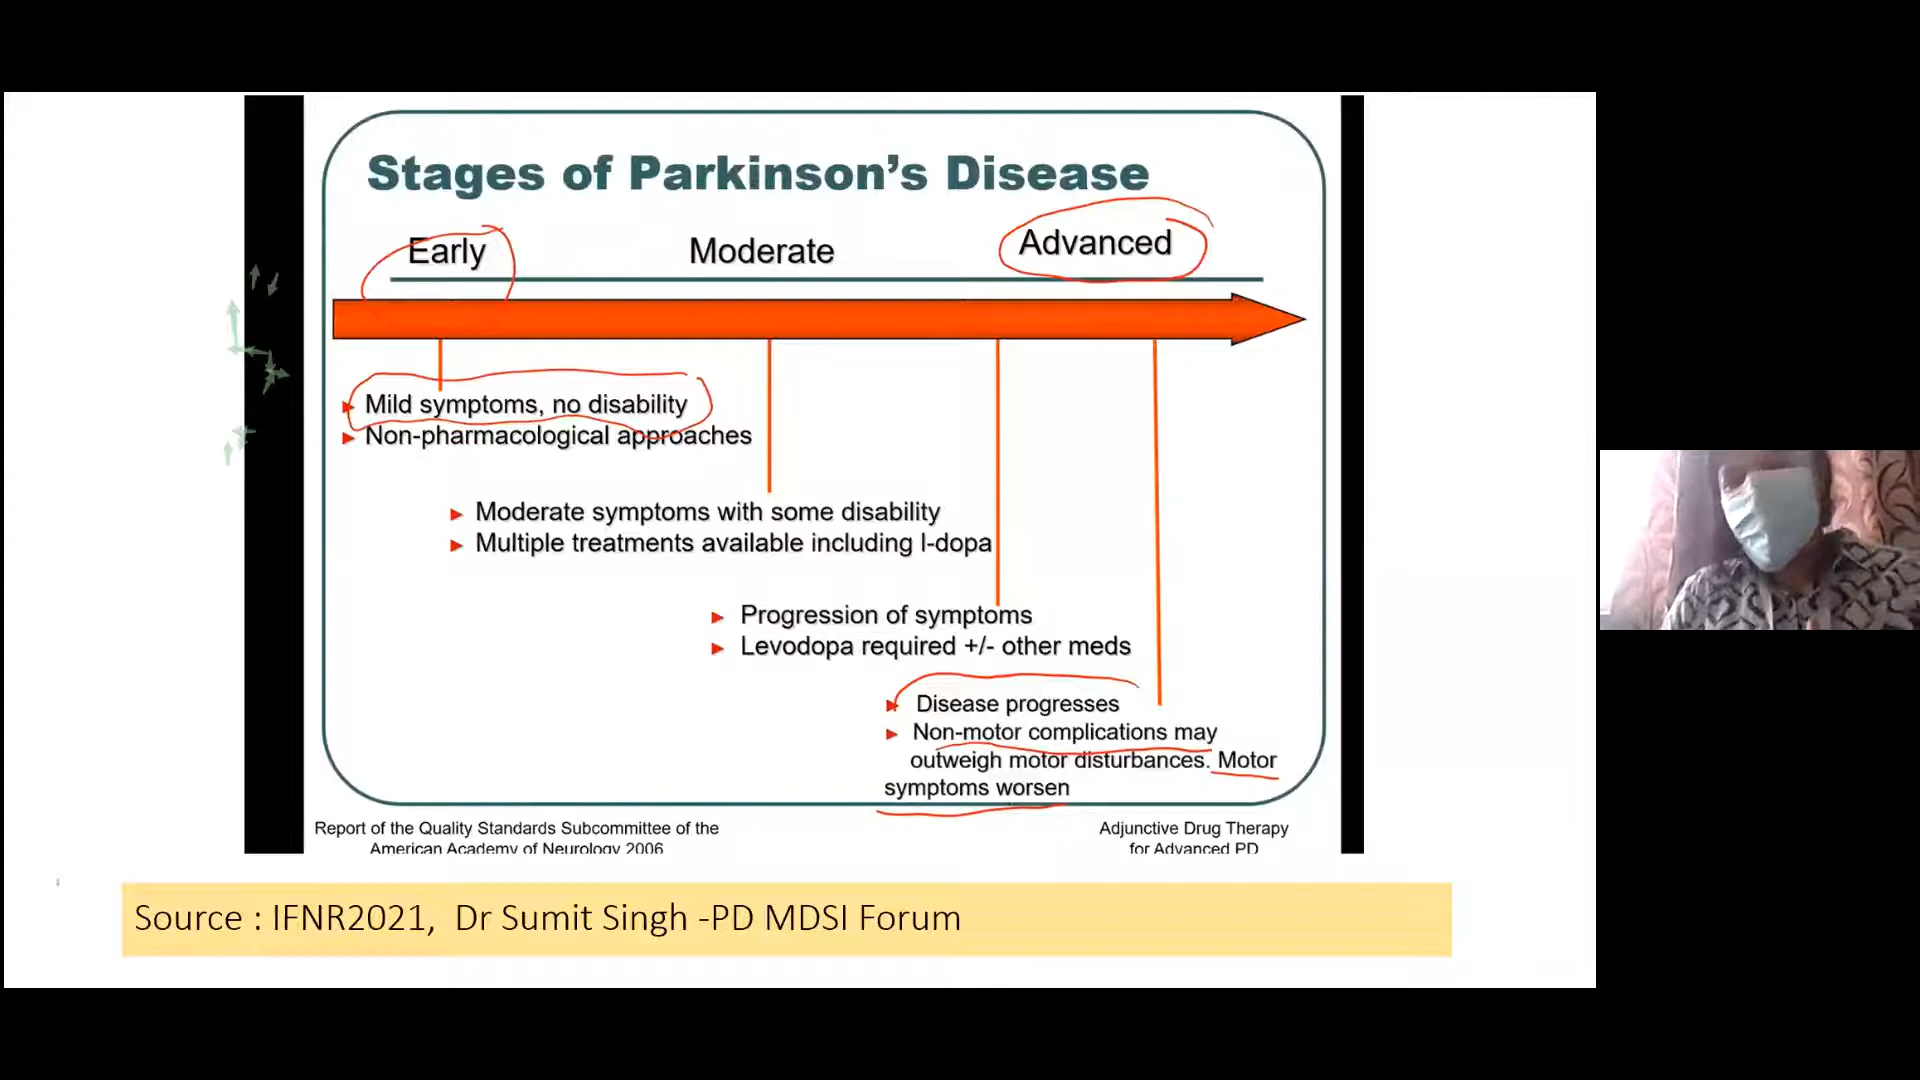 Stages of Parkinson’s Disease
Early Moderate Advanced
Mild symptoms, no disability
Non-pharmacological approaches
Moderate symptoms with some disability
Multiple treatments available including l-dopa
Progression of symptoms
Levodopa required +/- other meds
Disease progresses
Non-motor complications may
outweigh motor disturbances. Motor
symptoms worsen
Report of the Quality Standards Subcommittee of the
American Academy of Neurology 2006
Adjunctive Drug Therapy
for Advanced PD
Source : IFNR2021, Dr Sumit Singh -PD MDSI Forum